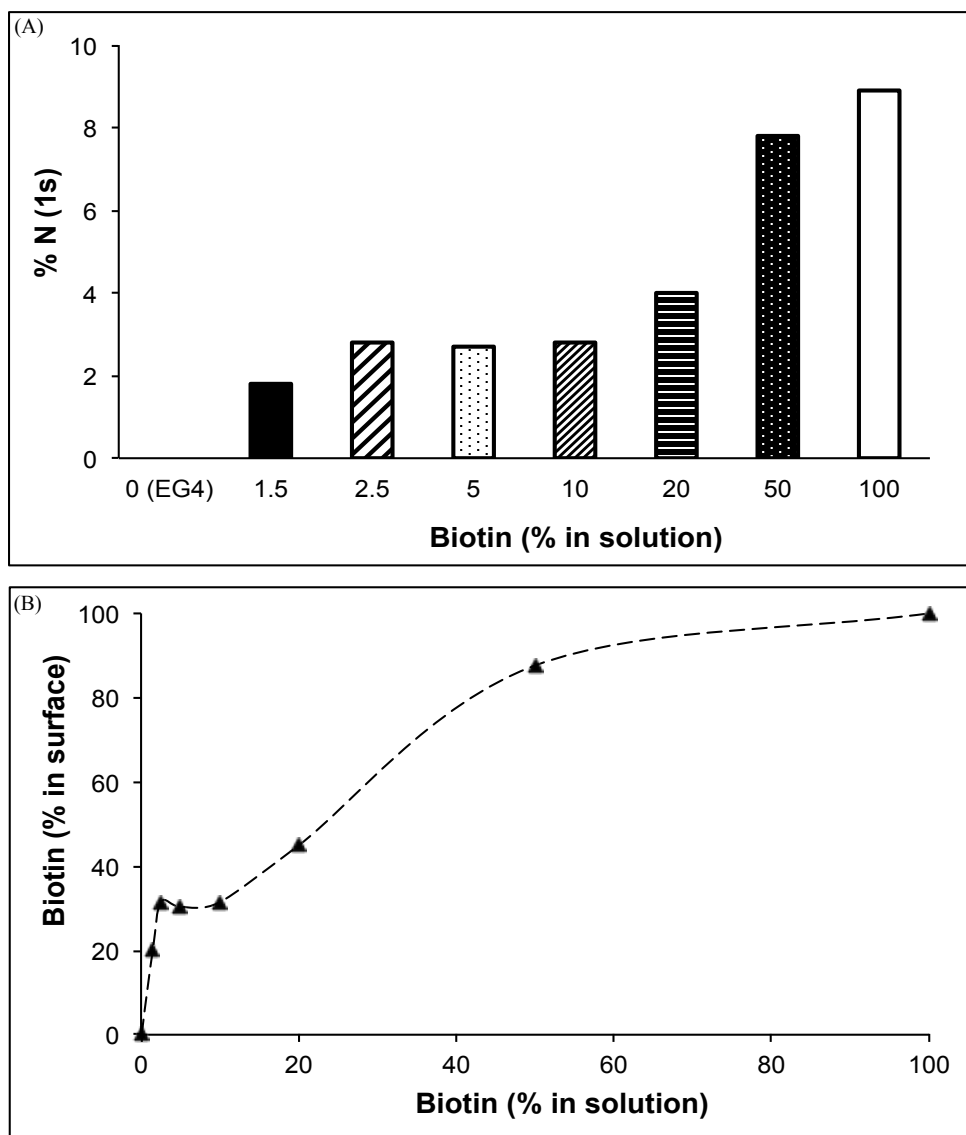 (A)
10
8
6
4
2
0
% N (1s)
0 (EG4) 1.5 2.5 5 10 20 50 100
Biotin (% in solution)
(B)
100
80
60
40
20
0
Biotin (% in surface)
0 20 40 60 80 100
Biotin (% in solution)